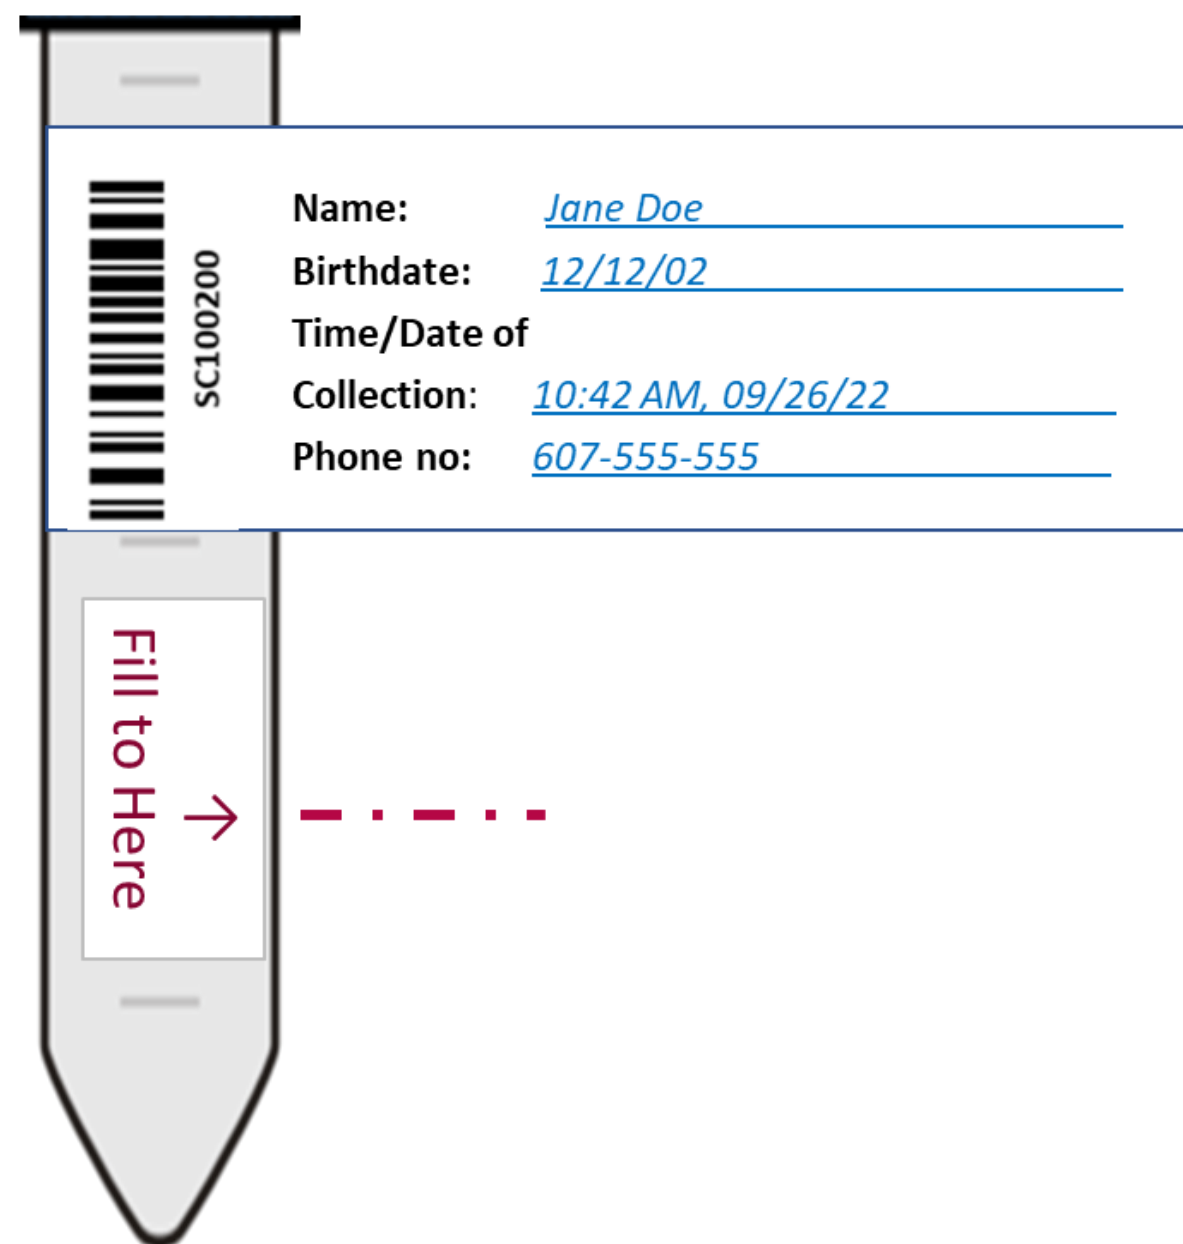 SC100200
Name: Jane Doe
Birthdate: 12/12/02
Time/Date of
Collection: 10:42 AM, 09/26/22
Phone no: 607-555-555
Fill to Here